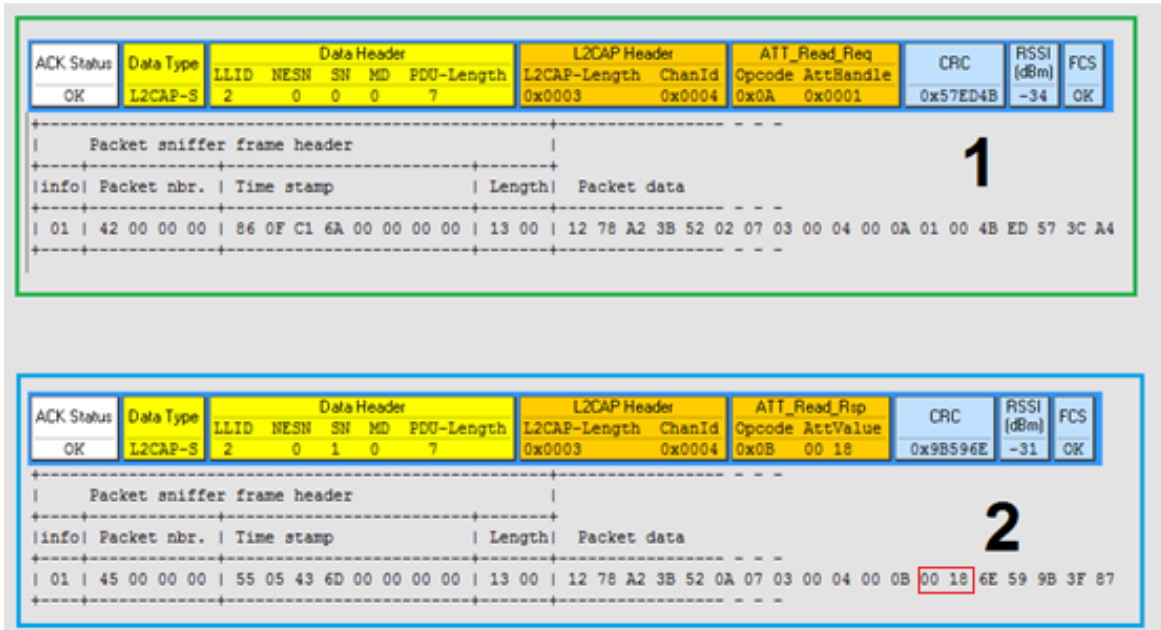 ACK Status Data Type Data Header L2CAP Header ATT_Read_Req CRC RSSI (dBm) FCS
LLID NESN SN MD PDU-Length L2CAP-Length ChanId Opcode AttHandle
OK L2CAP-S 2 0 0 0 7 0x0003 0x0004 0x0A 0x0001 0x57ED4B -34 OK
Packet sniffer frame header
1
|info| Packet nbr. | Time stamp | Length| Packet data
| 01 | 42 00 00 00 | 86 0F C1 6A 00 00 00 00 | 13 00 | 12 78 A2 3B 52 02 07 03 00 04 00 0A 01 00 4B ED 57 3C A4
ACK Status Data Type Data Header L2CAP Header ATT_Read_Rsp CRC RSSI (dBm) FCS
LLID NESN SN MD PDU-Length L2CAP-Length ChanId Opcode AttValue
OK L2CAP-S 2 0 1 0 7 0x0003 0x0004 0x0B 00 18 0x9B596E -31 OK
Packet sniffer frame header
2
|info| Packet nbr. | Time stamp | Length| Packet data
| 01 | 45 00 00 00 | 55 05 43 6D 00 00 00 00 | 13 00 | 12 78 A2 3B 52 0A 07 03 00 04 00 0B 00 18 6E 59 9B 3F 87